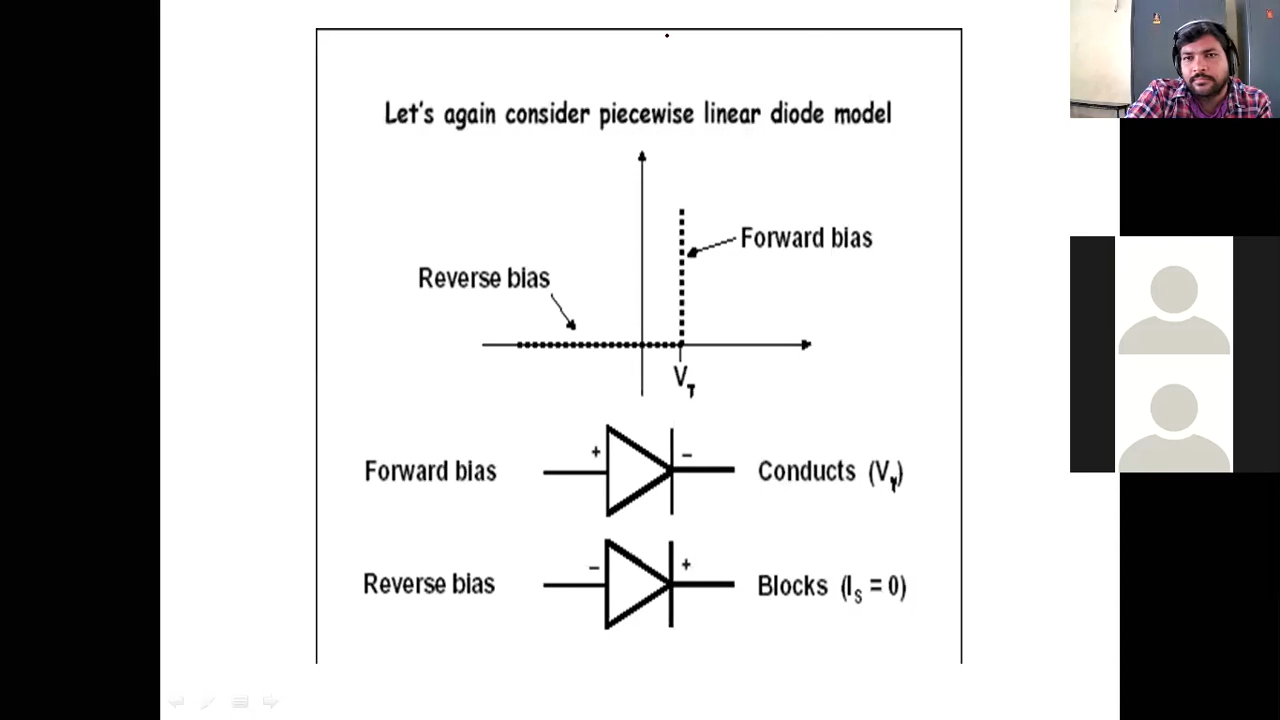 Let's again consider piecewise linear diode model
Forward bias
Reverse bias
Vγ
Forward bias + − Conducts (Vγ)
Reverse bias − + Blocks (IS = 0)